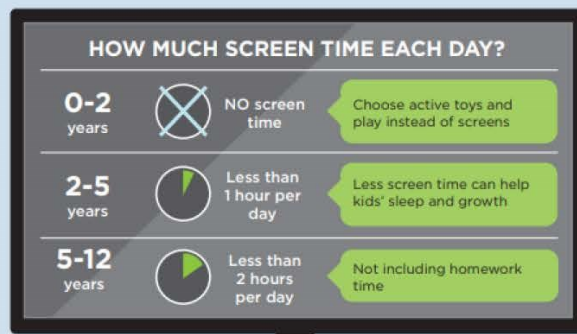 HOW MUCH SCREEN TIME EACH DAY?
0-2
years
NO screen
time
Choose active toys and
play instead of screens
2-5
years
Less than
1 hour per
day
Less screen time can help
kids' sleep and growth
5-12
years
Less than
2 hours
per day
Not including homework
time